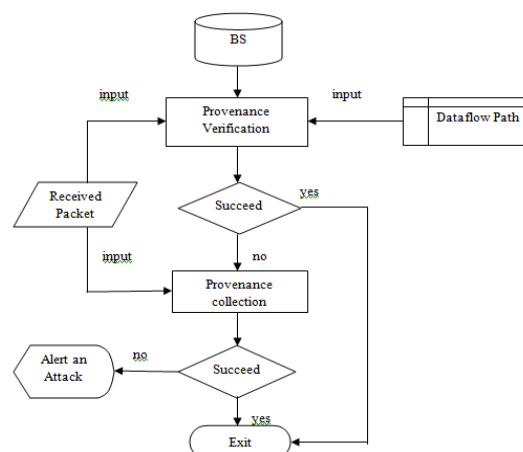 BS
input
input
Provenance
Verification
Dataflow Path
Received
Packet
Succeed
yes
input
no
Provenance
collection
Alert an
Attack
no
Succeed
yes
Exit